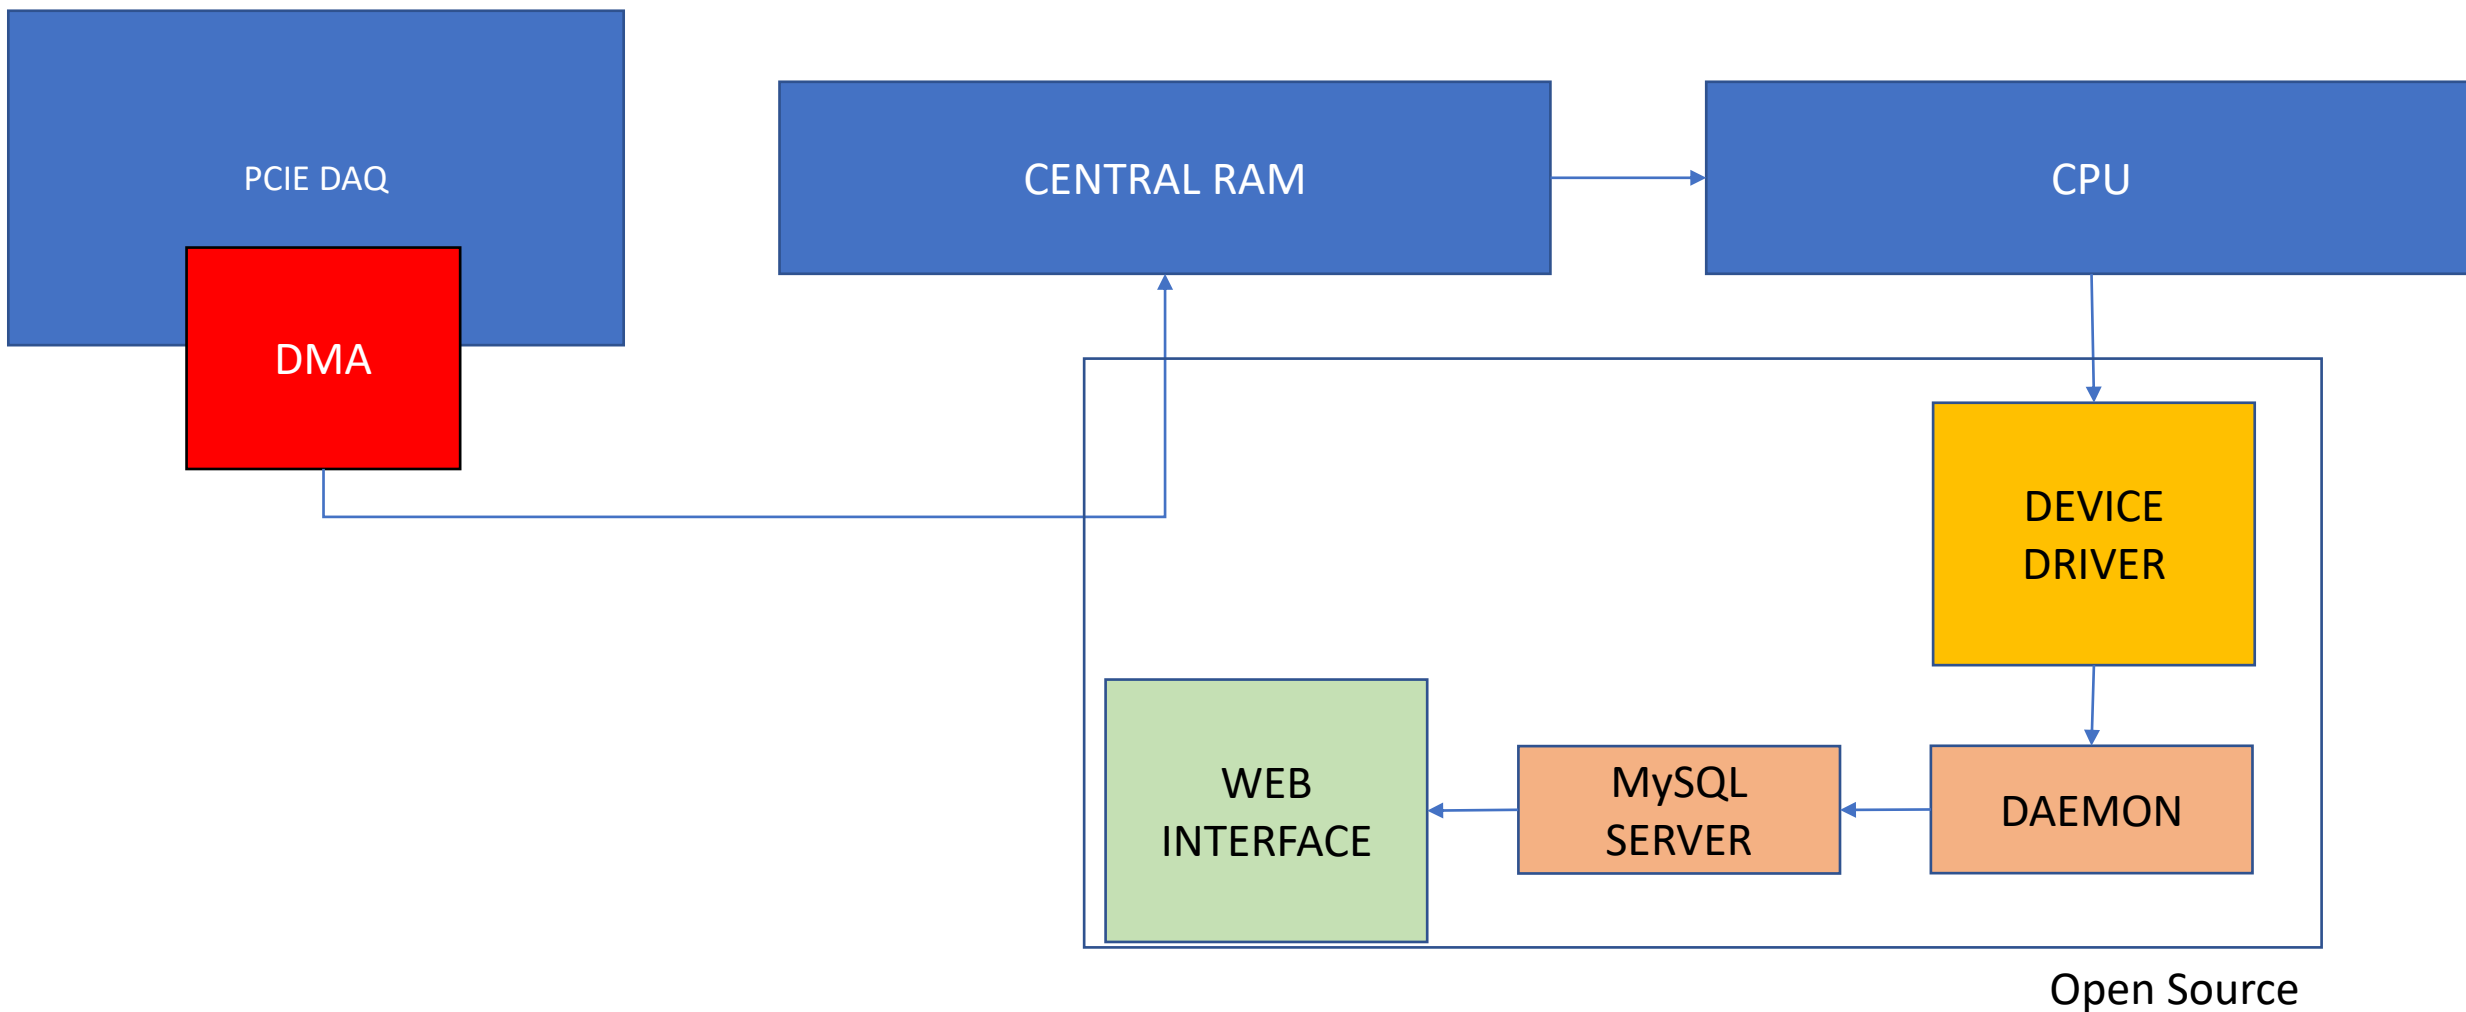 PCIE DAQ
DMA
CENTRAL RAM
CPU
DEVICE
DRIVER
WEB
INTERFACE
MySQL
SERVER
DAEMON
Open Source